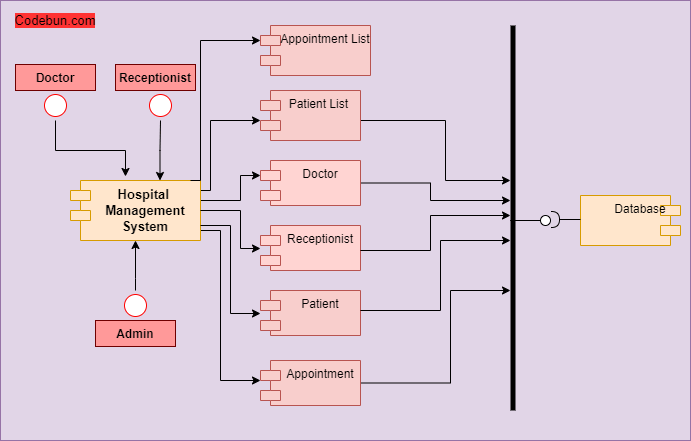 Codebun.com
Appointment List
Doctor
Receptionist
Patient List
Doctor
Hospital
Management
System
Database
Receptionist
Patient
Admin
Appointment